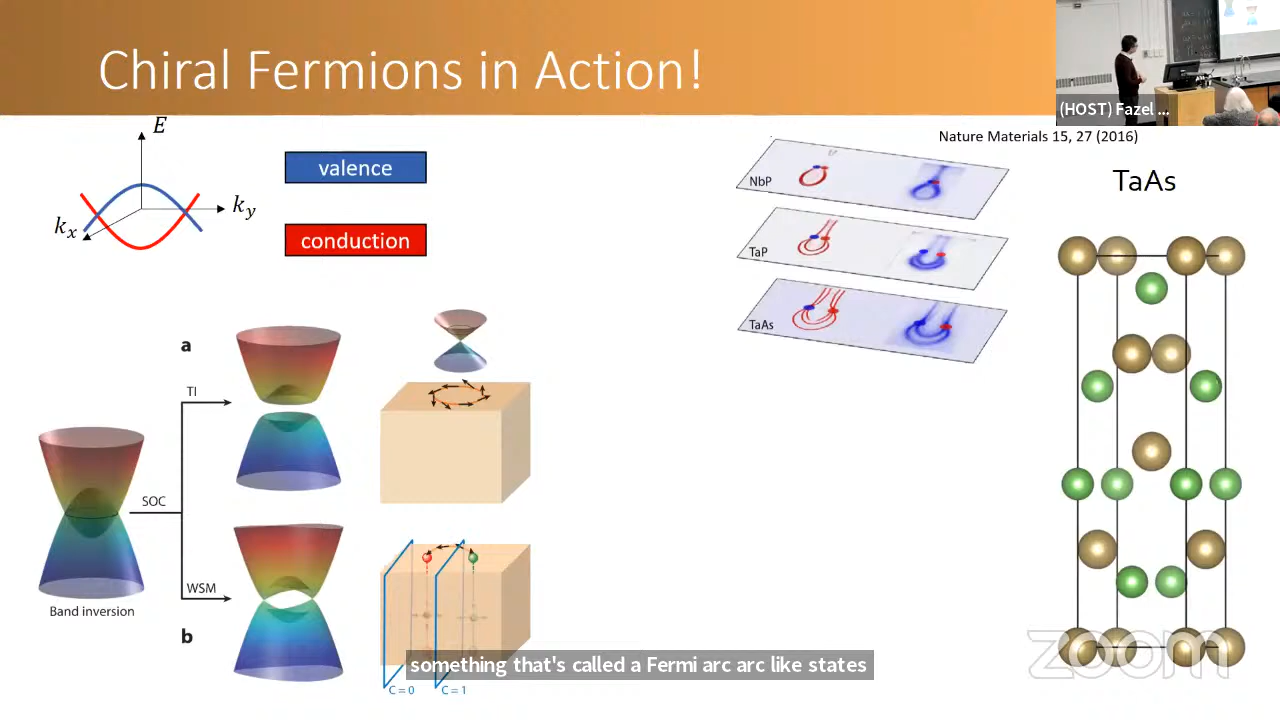 Chiral Fermions in Action!
(HOST) Fazel ...
Nature Materials 15, 27 (2016)
E
valence
k_y
k_x
conduction
NbP
TaP
TaAs
TaAs
a
TI
SOC
WSM
Band inversion
b
something that's called a Fermi arc arc like states
C = 0
C = 1
zoom